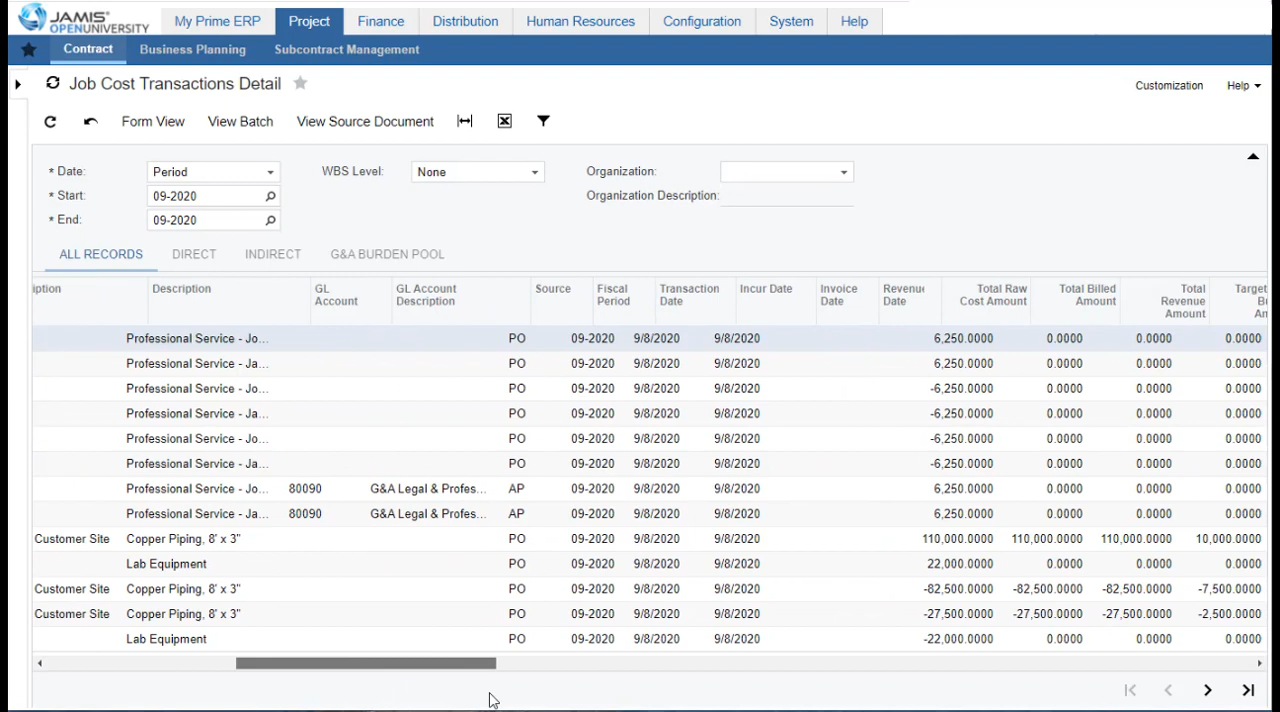 JAMIS®
OPENUNIVERSITY
My Prime ERP Project Finance Distribution Human Resources Configuration System Help
Contract Business Planning Subcontract Management
Job Cost Transactions Detail Customization Help
Form View View Batch View Source Document
* Date: Period WBS Level: None Organization:
* Start: 09-2020 Organization Description:
* End: 09-2020
ALL RECORDS DIRECT INDIRECT G&A BURDEN POOL
iption Description GL Account GL Account Description Source Fiscal Period Transaction Date Incur Date Invoice Date Revenu Date Total Raw Cost Amount Total Billed Amount Total Revenue Amount Target
Professional Service - Jo... PO 09-2020 9/8/2020 9/8/2020 6,250.0000 0.0000 0.0000 0.0000
Professional Service - Ja... PO 09-2020 9/8/2020 9/8/2020 6,250.0000 0.0000 0.0000 0.0000
Professional Service - Jo... PO 09-2020 9/8/2020 9/8/2020 -6,250.0000 0.0000 0.0000 0.0000
Professional Service - Ja... PO 09-2020 9/8/2020 9/8/2020 -6,250.0000 0.0000 0.0000 0.0000
Professional Service - Jo... PO 09-2020 9/8/2020 9/8/2020 -6,250.0000 0.0000 0.0000 0.0000
Professional Service - Ja... PO 09-2020 9/8/2020 9/8/2020 -6,250.0000 0.0000 0.0000 0.0000
Professional Service - Jo... 80090 G&A Legal & Profes... AP 09-2020 9/8/2020 9/8/2020 6,250.0000 0.0000 0.0000 0.0000
Professional Service - Ja... 80090 G&A Legal & Profes... AP 09-2020 9/8/2020 9/8/2020 6,250.0000 0.0000 0.0000 0.0000
Customer Site Copper Piping, 8' x 3" PO 09-2020 9/8/2020 9/8/2020 110,000.0000 110,000.0000 110,000.0000 10,000.0000
Lab Equipment PO 09-2020 9/8/2020 9/8/2020 22,000.0000 0.0000 0.0000 0.0000
Customer Site Copper Piping, 8' x 3" PO 09-2020 9/8/2020 9/8/2020 -82,500.0000 -82,500.0000 -82,500.0000 -7,500.0000
Customer Site Copper Piping, 8' x 3" PO 09-2020 9/8/2020 9/8/2020 -27,500.0000 -27,500.0000 -27,500.0000 -2,500.0000
Lab Equipment PO 09-2020 9/8/2020 9/8/2020 -22,000.0000 0.0000 0.0000 0.0000